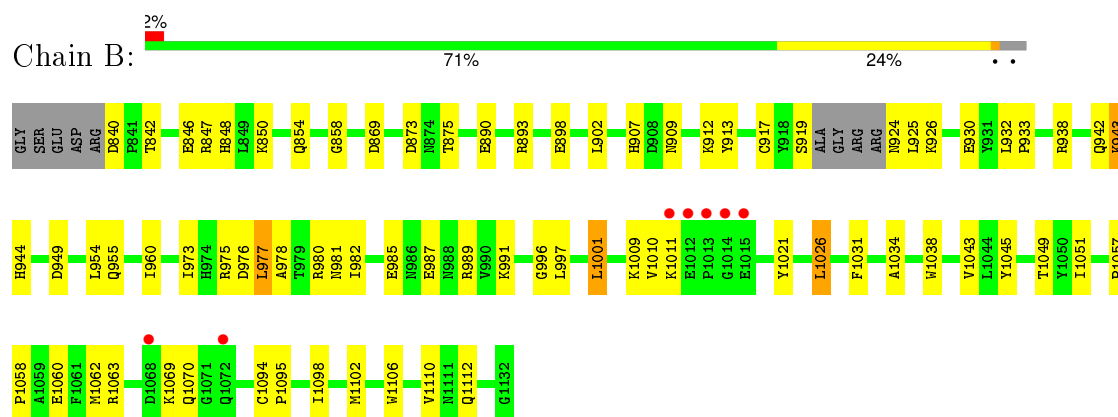 2%
Chain B:
71% 24%
GLY SER GLU ASP ARG D840 P841 T842 E846 R847 H848 L849 K850 Q854 G858 D869 D873 N874 T875 E890 R893 E898 L902 H907 D908 N909 K912 Y913 C917 Y918 S919 ALA GLY ARG ARG N924 L925 K926 E930 Y931 L932 P933 R938 Q942 K943
H944 D949 L954 Q955 I960 I973 H974 R975 D976 L977 A978 T979 R980 N981 I982 E985 N986 E987 N988 R989 V990 K991 G996 L997 L1001 K1009 V1010 K1011 E1012 P1013 G1014 E1015 Y1021 L1026 F1031 A1034 W1038 V1043 L1044 Y1045 T1049 Y1050 I1051 P1057
P1058 A1059 E1060 F1061 M1062 R1063 D1068 K1069 Q1070 G1071 Q1072 C1094 P1095 I1098 M1102 W1106 V1110 N1111 Q1112 G1132